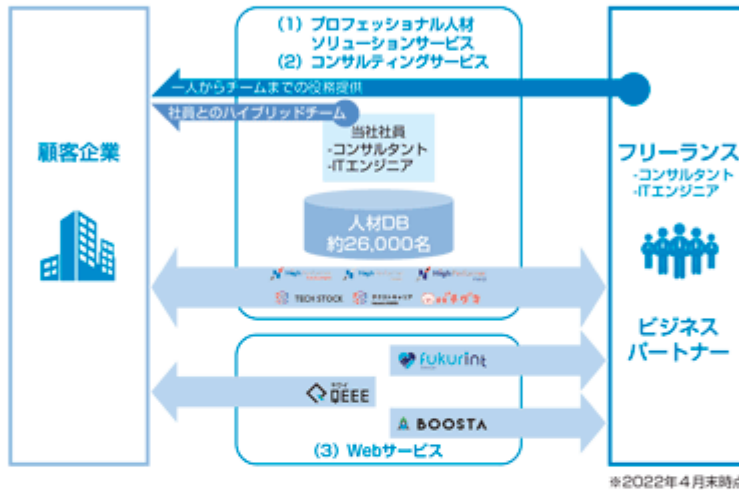 (1) プロフェッショナル人材
ソリューションサービス
(2) コンサルティングサービス
一人からチームまでの役務提供
社員とのハイブリッドチーム
顧客企業
当社社員
-コンサルタント
-ITエンジニア
フリーランス
-コンサルタント
-ITエンジニア
人材DB
約26,000名
High
High
High
TECH STOCK
ビジネス
パートナー
fukurint
QEEE
BOOSTA
(3) Webサービス
※2022年4月末時点